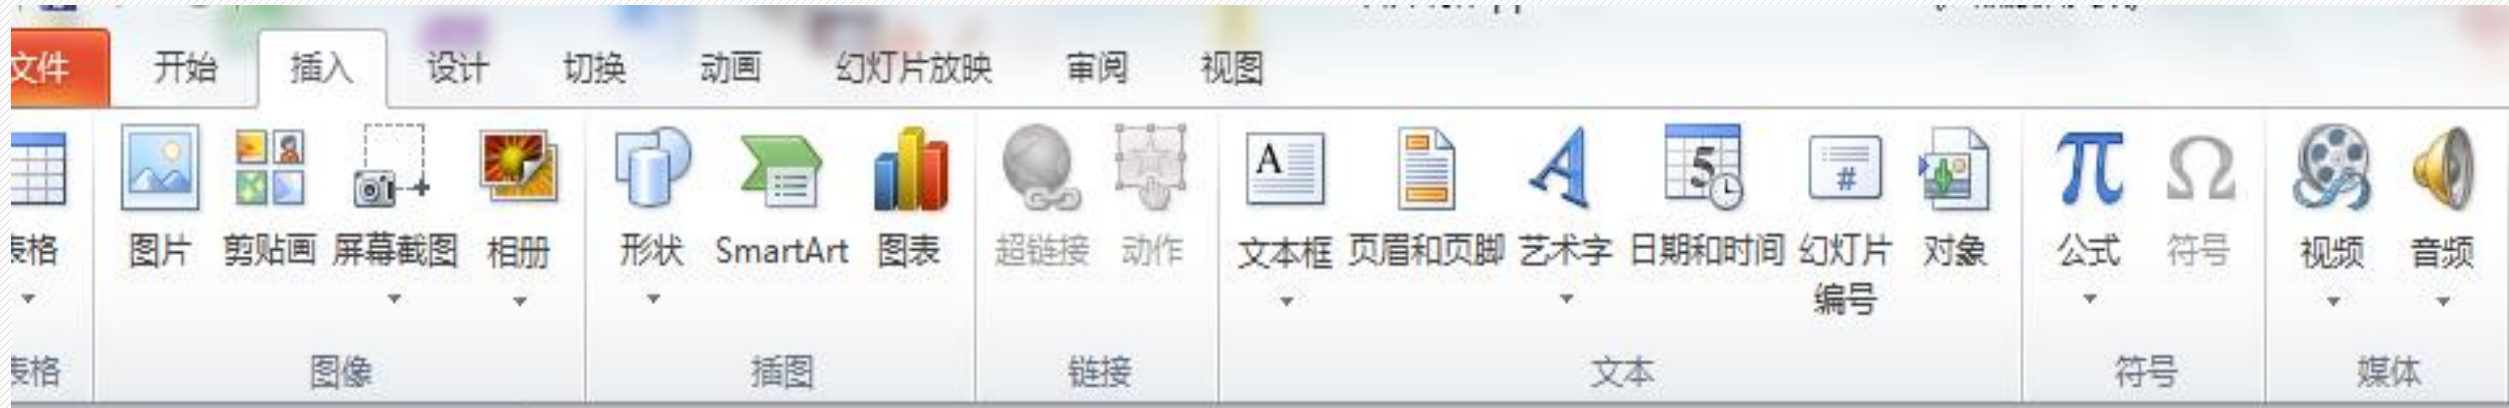 文件 开始 插入 设计 切换 动画 幻灯片放映 审阅 视图
A 5 # π Ω
表格 图片 剪贴画 屏幕截图 相册 形状 SmartArt 图表 超链接 动作 文本框 页眉和页脚 艺术字 日期和时间 幻灯片 对象 公式 符号 视频 音频
编号
表格 图像 插图 链接 文本 符号 媒体